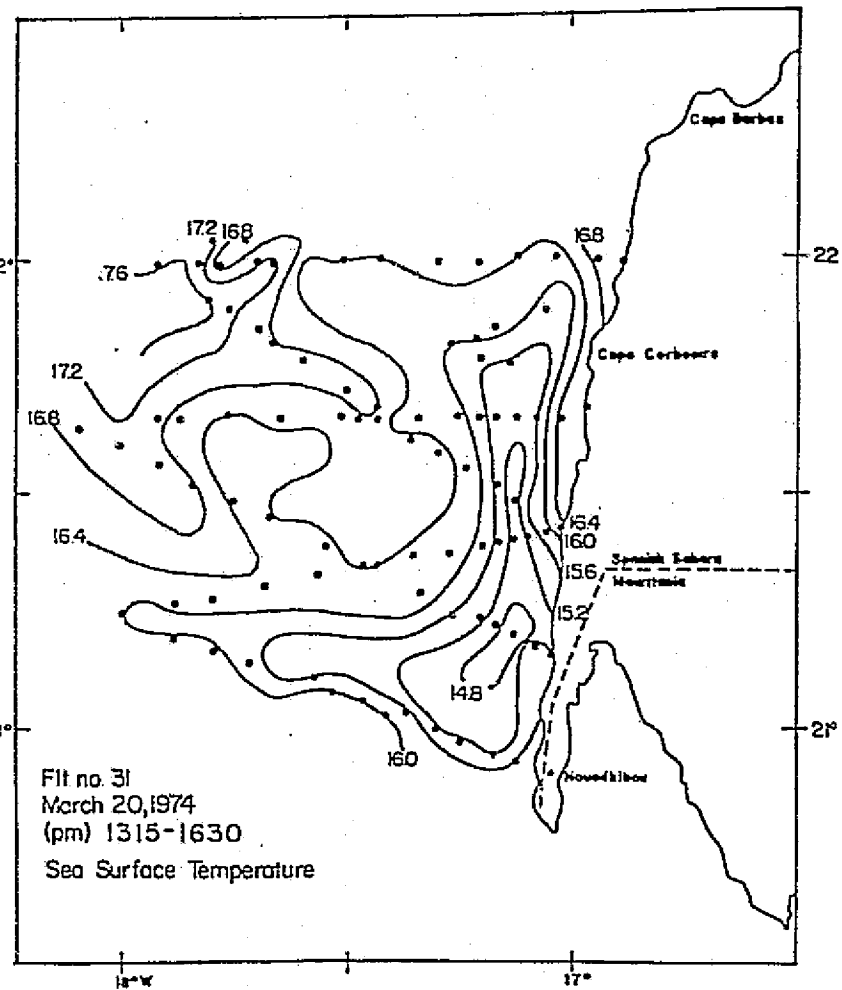 Cape Barbas
17.2 16.8
16.8
22
17.6
Cape Corbeiro
17.2
16.8
16.4
16.4
16.0
Spanish Sahara
15.6
Mauritania
15.2
14.8
21°
16.0
Nouadhibou
Flt no. 31
March 20, 1974
(pm) 1315-1630
Sea Surface Temperature
18°W
17°